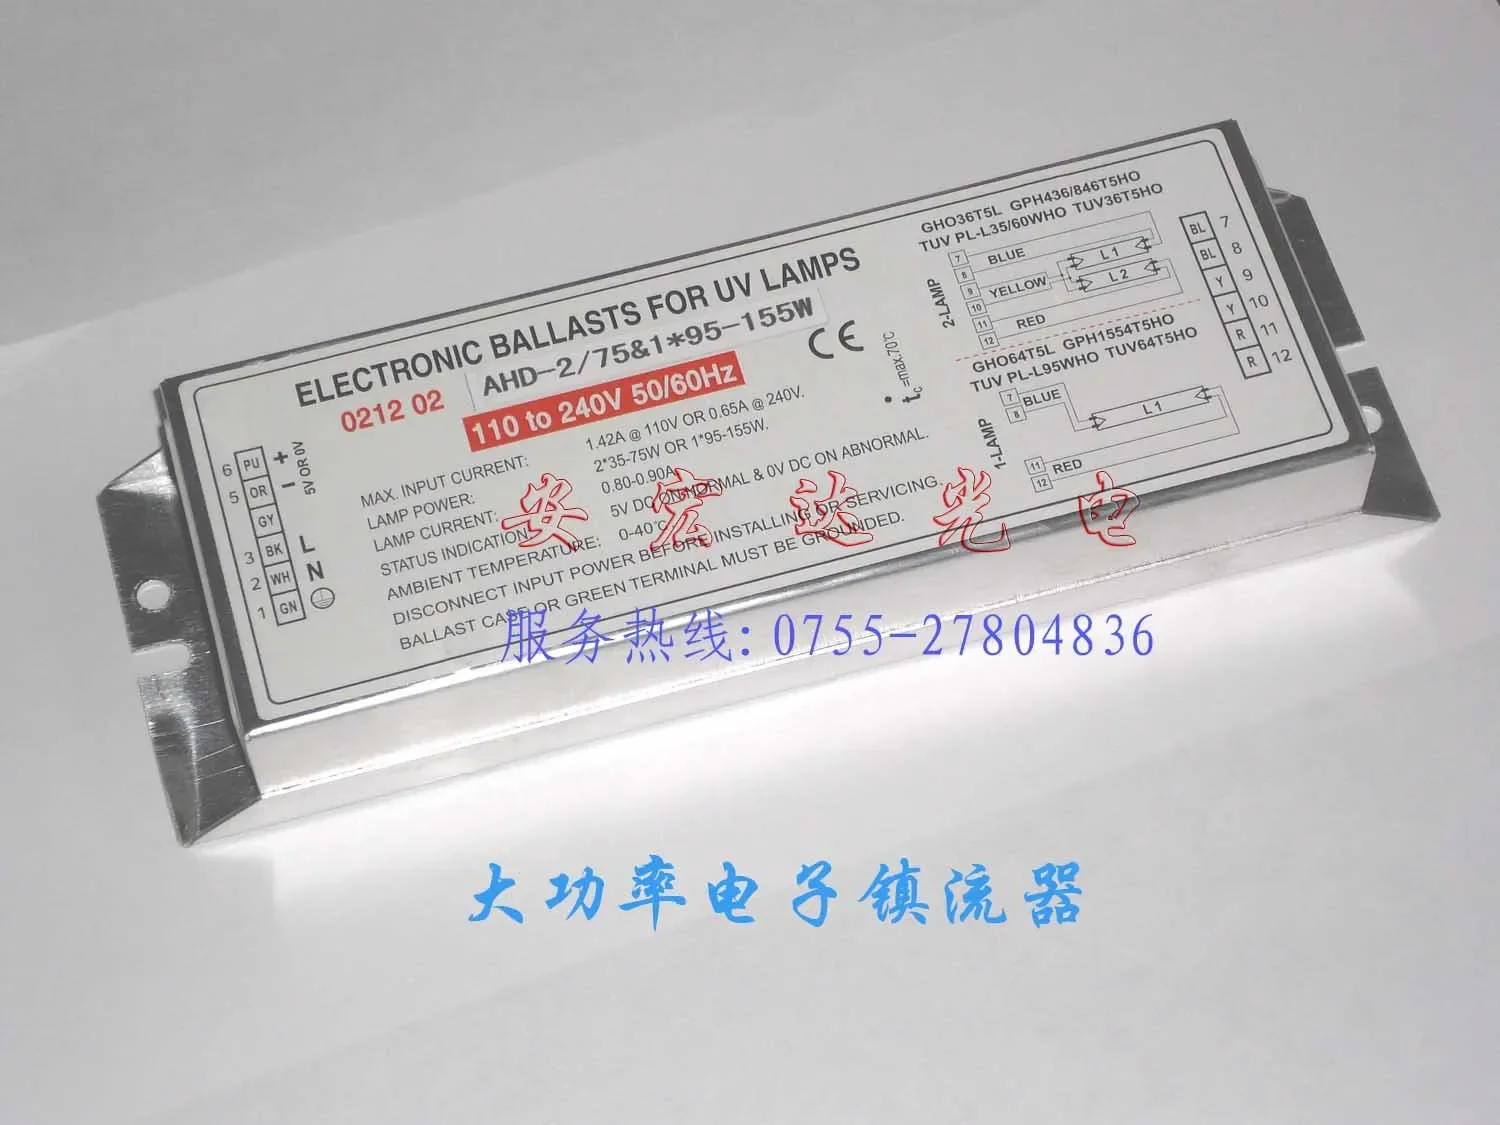 ELECTRONIC BALLASTS FOR UV LAMPS
0212 02
AHD-2/75&1*95-155W
110 to 240V 50/60Hz
MAX. INPUT CURRENT: 1.42A @ 110V OR 0.65A @ 240V.
LAMP POWER: 2*35-75W OR 1*95-155W.
LAMP CURRENT: 0.80-0.90A
STATUS INDICATION: 5V DC ON NORMAL & 0V DC ON ABNORMAL.
AMBIENT TEMPERATURE: 0-40℃
DISCONNECT INPUT POWER BEFORE INSTALLING OR SERVICING.
BALLAST CASE OR GREEN TERMINAL MUST BE GROUNDED.
6 PU +
5 OR −
5V OR 0V
GY
3 BK L
2 WH N
1 GN
CE
tc=max.70℃
GHO36T5L GPH436/846T5HO
TUV PL-L35/60WHO TUV36T5HO
2-LAMP
7 BLUE
8
9 YELLOW
10
11 RED
12
L1
L2
GHO64T5L GPH1554T5HO
TUV PL-L95WHO TUV64T5HO
1-LAMP
7 BLUE
8
L1
11 RED
12
BL 7
BL 8
Y 9
Y 10
R 11
R 12
安宏达光电
服务热线: 0755-27804836
大功率电子镇流器